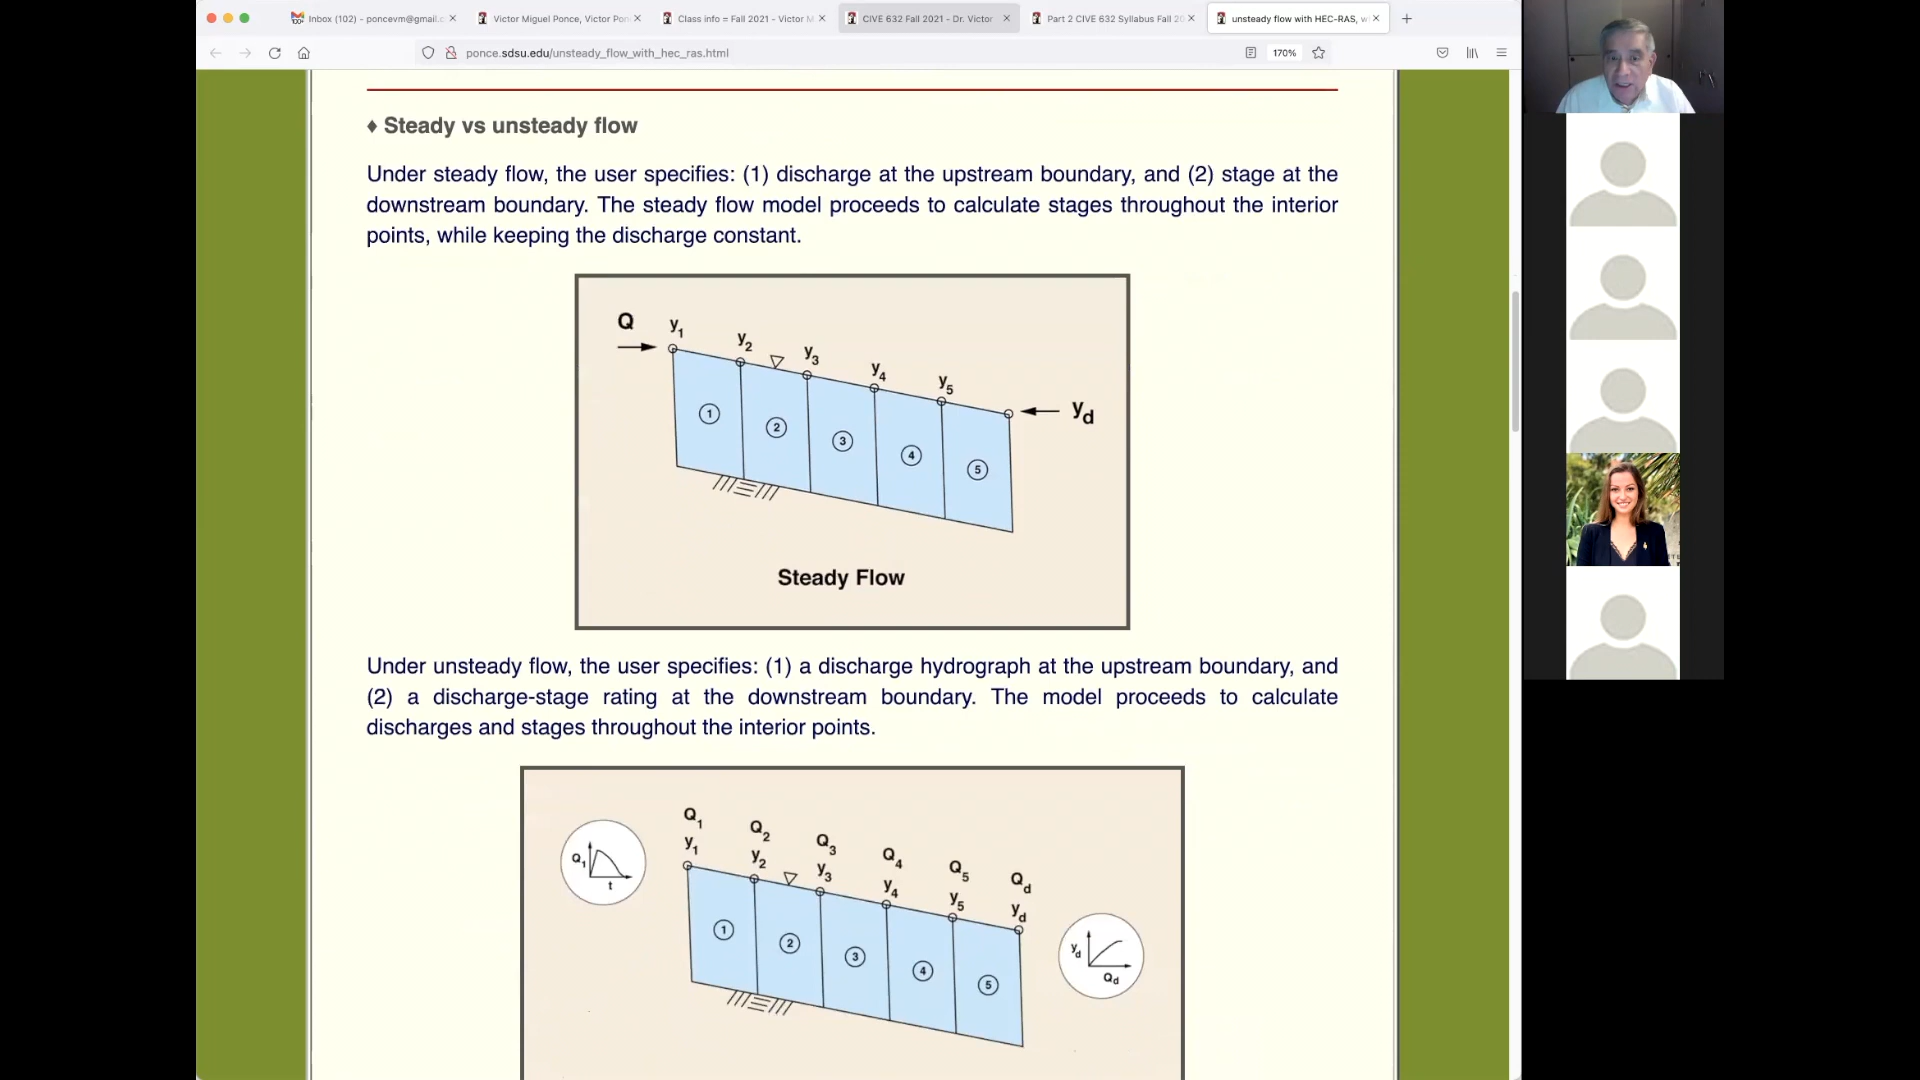 Inbox (102) - poncevm@gmail.c
Victor Miguel Ponce, Victor Pon
Class info = Fall 2021 - Victor M
CIVE 632 Fall 2021 - Dr. Victor
Part 2 CIVE 632 Syllabus Fall 20
unsteady flow with HEC-RAS, w
ponce.sdsu.edu/unsteady_flow_with_hec_ras.html
170%
♦ Steady vs unsteady flow
Under steady flow, the user specifies: (1) discharge at the upstream boundary, and (2) stage at the
downstream boundary. The steady flow model proceeds to calculate stages throughout the interior
points, while keeping the discharge constant.
Q
y1
y2
y3
y4
y5
yd
1
2
3
4
5
Steady Flow
Under unsteady flow, the user specifies: (1) a discharge hydrograph at the upstream boundary, and
(2) a discharge-stage rating at the downstream boundary. The model proceeds to calculate
discharges and stages throughout the interior points.
Q1
Q2
Q3
Q4
Q5
Qd
y1
y2
y3
y4
y5
yd
Q1
t
1
2
3
4
5
yd
Qd